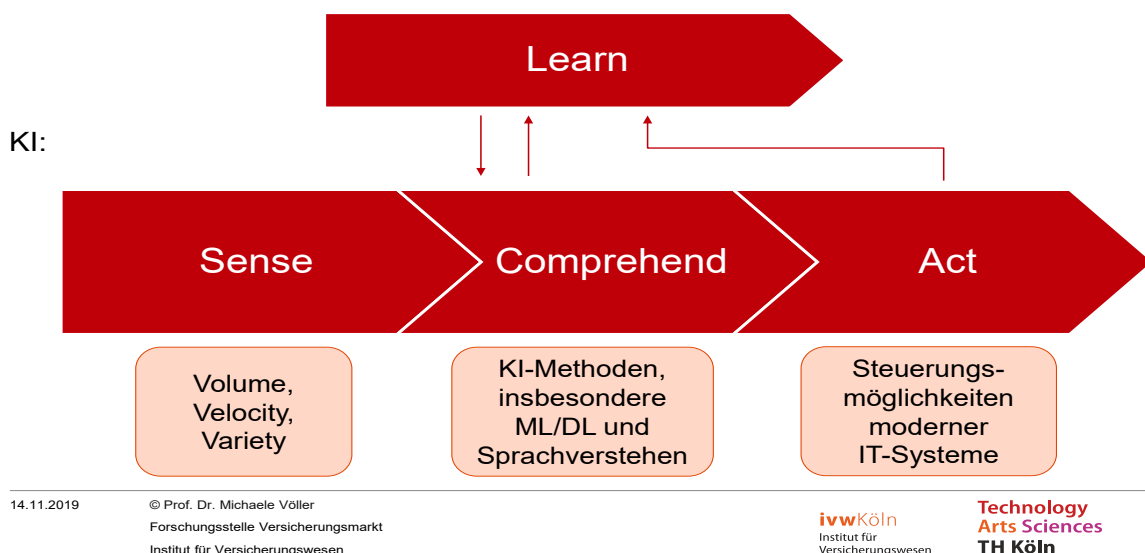 Learn
KI:
Sense
Comprehend
Act
Volume,
Velocity,
Variety
KI-Methoden,
insbesondere
ML/DL und
Sprachverstehen
Steuerungs-
möglichkeiten
moderner
IT-Systeme
14.11.2019
© Prof. Dr. Michaele Völler
Forschungsstelle Versicherungsmarkt
Institut für Versicherungswesen
ivwKöln
Institut für
Versicherungswesen
Technology
Arts Sciences
TH Köln